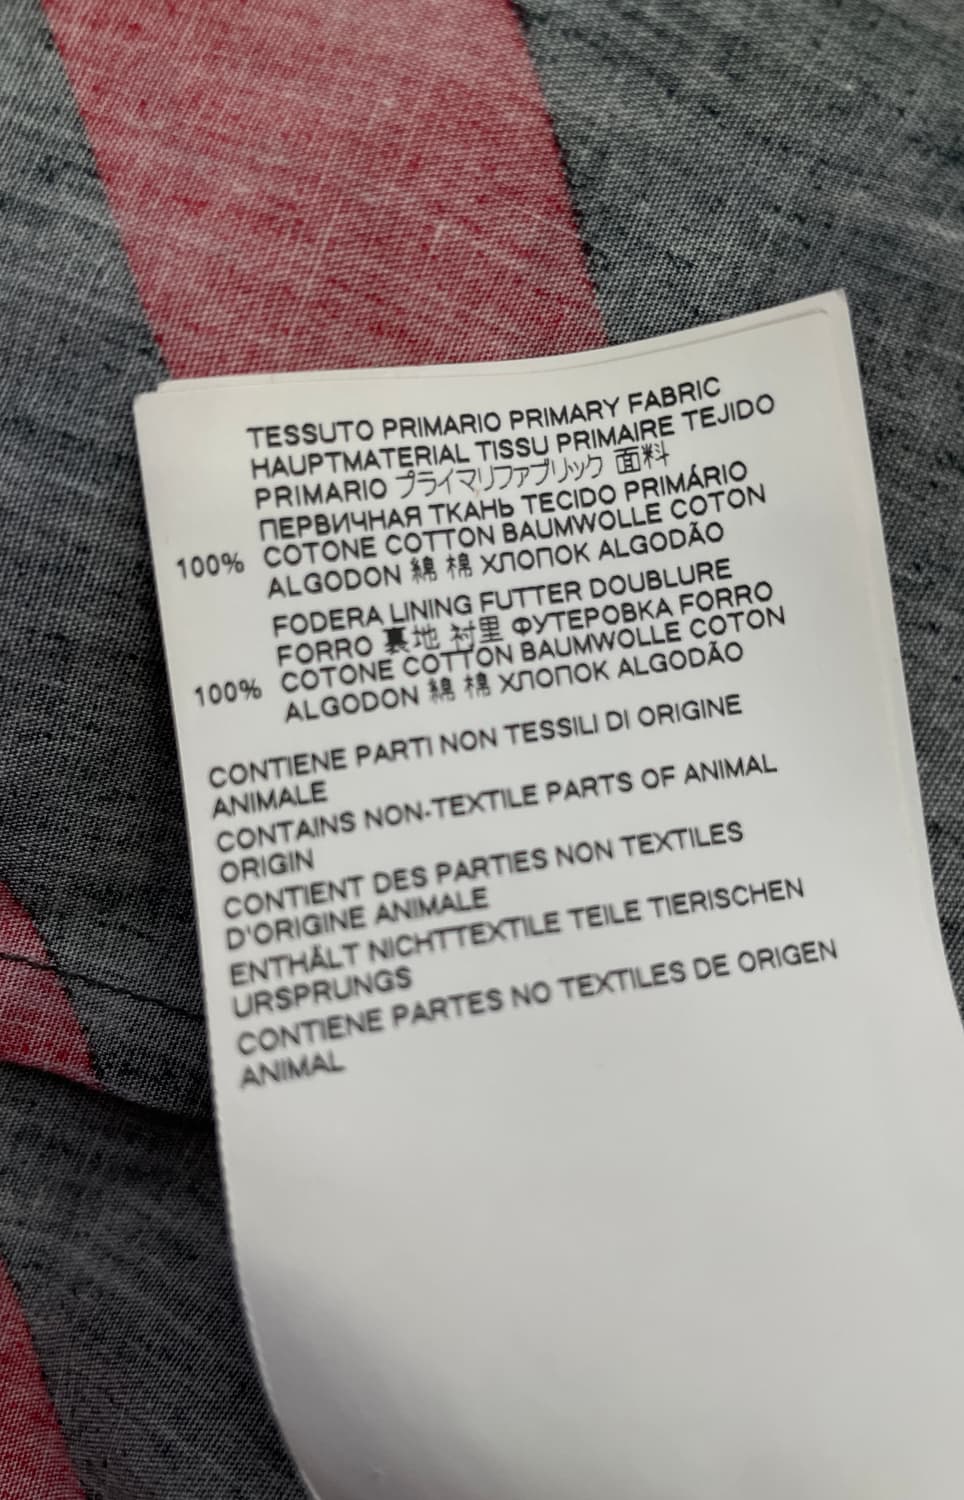 TESSUTO PRIMARIO PRIMARY FABRIC
HAUPTMATERIAL TISSU PRIMAIRE TEJIDO
PRIMARIO プライマリファブリック 面料
ПЕРВИЧНАЯ ТКАНЬ TECIDO PRIMÁRIO
100% COTONE COTTON BAUMWOLLE COTON
ALGODON 綿 棉 ХЛОПОК ALGODÃO
FODERA LINING FUTTER DOUBLURE
FORRO 裏地 衬里 ФУТЕРОВКА FORRO
100% COTONE COTTON BAUMWOLLE COTON
ALGODON 綿 棉 ХЛОПОК ALGODÃO
CONTIENE PARTI NON TESSILI DI ORIGINE
ANIMALE
CONTAINS NON-TEXTILE PARTS OF ANIMAL
ORIGIN
CONTIENT DES PARTIES NON TEXTILES
D'ORIGINE ANIMALE
ENTHÄLT NICHTTEXTILE TEILE TIERISCHEN
URSPRUNGS
CONTIENE PARTES NO TEXTILES DE ORIGEN
ANIMAL